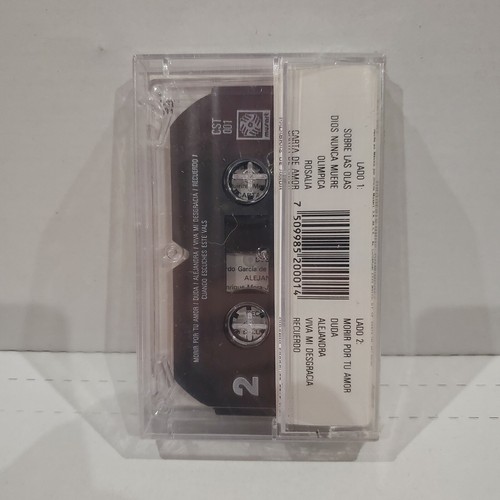 LADO 1:
SOBRE LAS OLAS
DIOS NUNCA MUERE
OLIMPICA
ROSALIA
CARTA DE AMOR
7 509985 200014
LADO 2:
MORIR POR TU AMOR
DUDA
ALEJANDRA
VIVA MI DESGRACIA
RECUERDO
CST
001
ALEJAN
MORIR POR TU AMOR / DUDA / ALEJANDRA / VIVA MI DESGRACIA / RECUERDO /
CUANDO ESCUCHES ESTE VALS
2